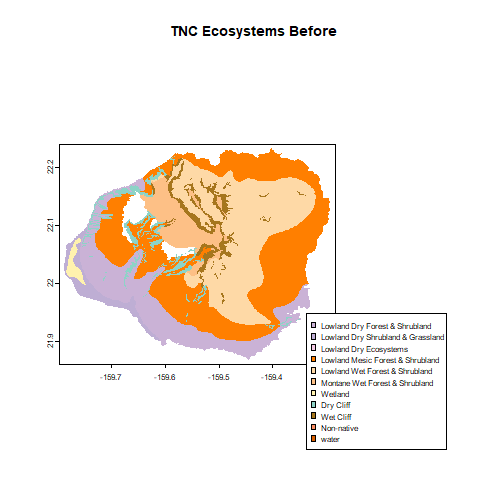 TNC Ecosystems Before
22.2
22.1
22
21.9
-159.7
-159.6
-159.5
-159.4
Lowland Dry Forest & Shrubland
Lowland Dry Shrubland & Grassland
Lowland Dry Ecosystems
Lowland Mesic Forest & Shrubland
Lowland Wet Forest & Shrubland
Montane Wet Forest & Shrubland
Wetland
Dry Cliff
Wet Cliff
Non-native
water